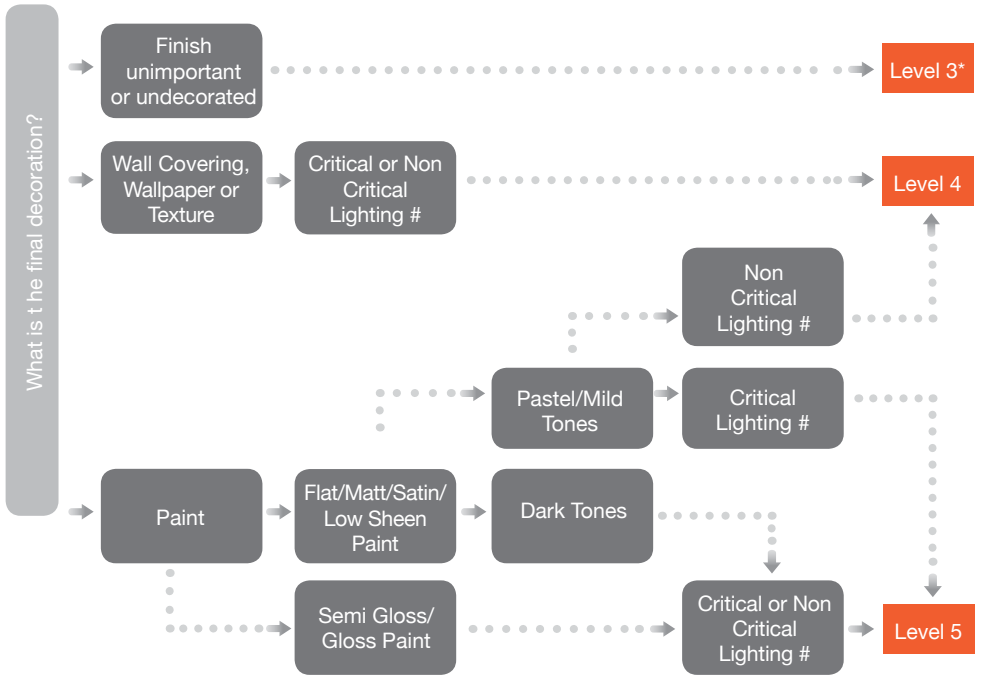 What is t he final decoration?
Finish
unimportant
or undecorated
Level 3*
Wall Covering,
Wallpaper or
Texture
Critical or Non
Critical
Lighting #
Level 4
Non
Critical
Lighting #
Pastel/Mild
Tones
Critical
Lighting #
Paint
Flat/Matt/Satin/
Low Sheen
Paint
Dark Tones
Semi Gloss/
Gloss Paint
Critical or Non
Critical
Lighting #
Level 5